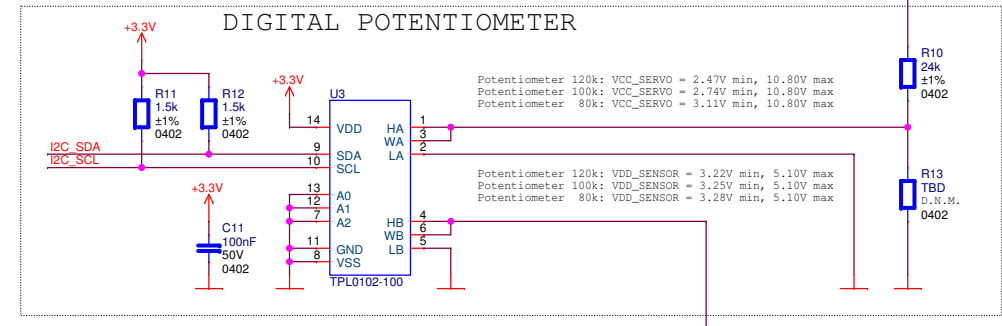 DIGITAL POTENTIOMETER
+3.3V
R11
1.5k
±1%
0402
R12
1.5k
±1%
0402
I2C_SDA
I2C_SCL
+3.3V
U3
14 VDD
9 SDA
10 SCL
13 A0
12 A1
7 A2
11 GND
8 VSS
HA 1
WA 3
LA 2
HB 4
WB 6
LB 5
TPL0102-100
+3.3V
C11
100nF
50V
0402
Potentiometer 120k: VCC_SERVO = 2.47V min, 10.80V max
Potentiometer 100k: VCC_SERVO = 2.74V min, 10.80V max
Potentiometer 80k: VCC_SERVO = 3.11V min, 10.80V max
Potentiometer 120k: VDD_SENSOR = 3.22V min, 5.10V max
Potentiometer 100k: VDD_SENSOR = 3.25V min, 5.10V max
Potentiometer 80k: VDD_SENSOR = 3.28V min, 5.10V max
R10
24k
±1%
0402
R13
TBD
D.N.M.
0402